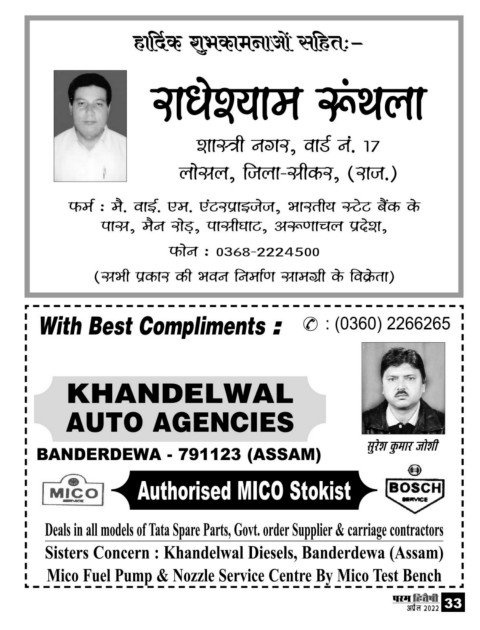 हार्दिक शुभकामनाओं सहितः–
राधेश्याम रूंथला
शास्त्री नगर, वार्ड नं. 17
लोसल, जिला-सीकर, (राज.)
फर्म : मै. वाई. एम. एंटरप्राइजेज, भारतीय स्टेट बैंक के
पास, मैन रोड़, पासीघाट, अरूणाचल प्रदेश,
फोन : 0368-2224500
(सभी प्रकार की भवन निर्माण सामग्री के विक्रेता)
With Best Compliments : ✆ : (0360) 2266265
KHANDELWAL
AUTO AGENCIES
सुरेश कुमार जोशी
BANDERDEWA - 791123 (ASSAM)
MICO
SERVICE
Authorised MICO Stokist
BOSCH
SERVICE
Deals in all models of Tata Spare Parts, Govt. order Supplier & carriage contractors
Sisters Concern : Khandelwal Diesels, Banderdewa (Assam)
Mico Fuel Pump & Nozzle Service Centre By Mico Test Bench
परम हितैषी
अप्रैल 2022
33